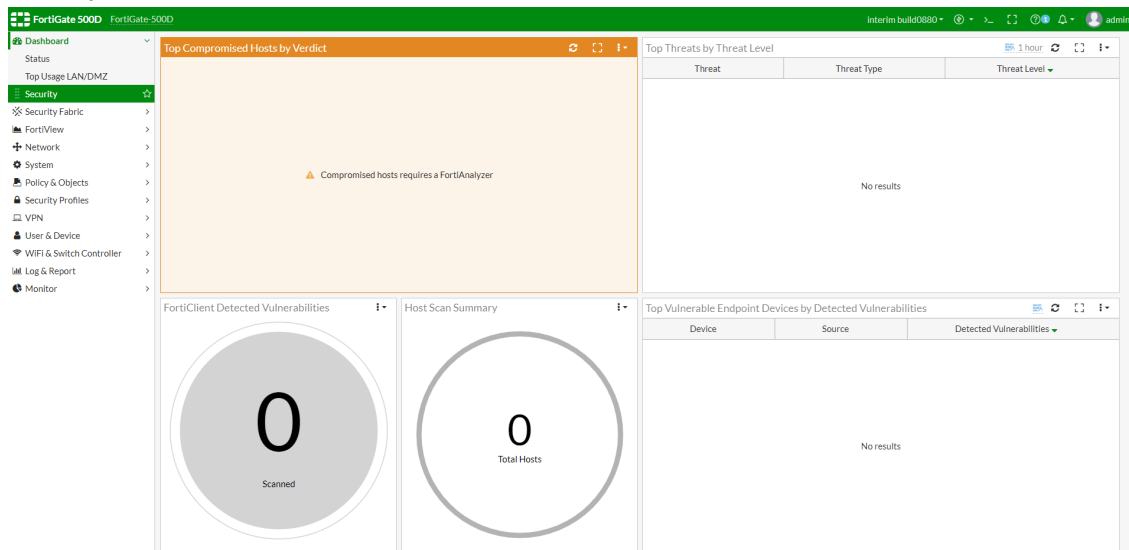 FortiGate 500D FortiGate-500D
interim build0880
1
admin
Dashboard
Status
Top Usage LAN/DMZ
Security
Security Fabric
FortiView
Network
System
Policy & Objects
Security Profiles
VPN
User & Device
WiFi & Switch Controller
Log & Report
Monitor
Top Compromised Hosts by Verdict
Compromised hosts requires a FortiAnalyzer
Top Threats by Threat Level
1 hour
Threat Threat Type Threat Level
No results
FortiClient Detected Vulnerabilities
0
Scanned
Host Scan Summary
0
Total Hosts
Top Vulnerable Endpoint Devices by Detected Vulnerabilities
Device Source Detected Vulnerabilities
No results